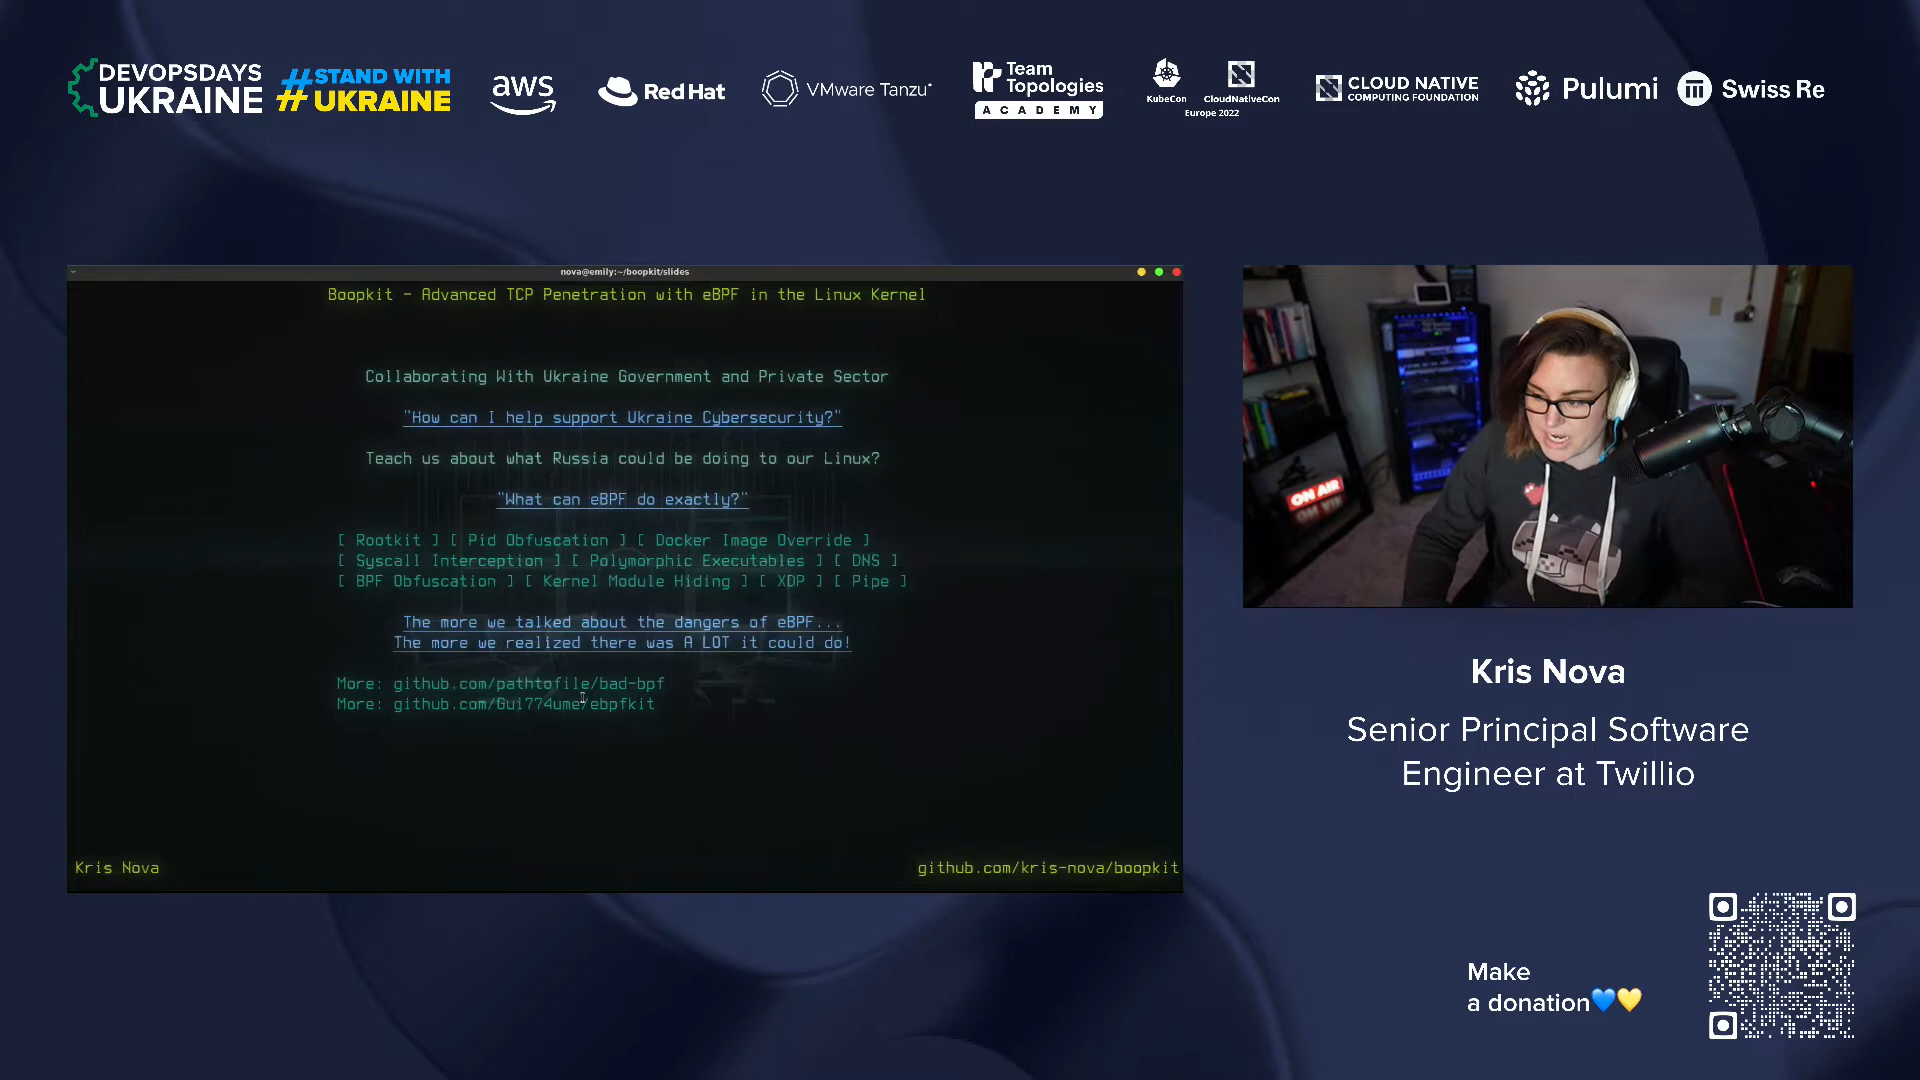 DEVOPSDAYS
UKRAINE
#STAND WITH
UKRAINE
aws
Red Hat
VMware Tanzu
Team
Topologies
ACADEMY
KubeCon
CloudNativeCon
Europe 2022
CLOUD NATIVE
COMPUTING FOUNDATION
Pulumi
Swiss Re
nova@emily:~/boopkit/slides
Boopkit - Advanced TCP Penetration with eBPF in the Linux Kernel
Collaborating With Ukraine Government and Private Sector
"How can I help support Ukraine Cybersecurity?"
Teach us about what Russia could be doing to our Linux?
"What can eBPF do exactly?"
[ Rootkit ] [ Pid Obfuscation ] [ Docker Image Override ]
[ Syscall Interception ] [ Polymorphic Executables ] [ DNS ]
[ BPF Obfuscation ] [ Kernel Module Hiding ] [ XDP ] [ Pipe ]
The more we talked about the dangers of eBPF...
The more we realized there was A LOT it could do!
More: github.com/pathtofile/bad-bpf
More: github.com/Gui774ume/ebpfkit
Kris Nova
github.com/kris-nova/boopkit
ON AIR
Kris Nova
Senior Principal Software
Engineer at Twillio
Make
a donation💙💛